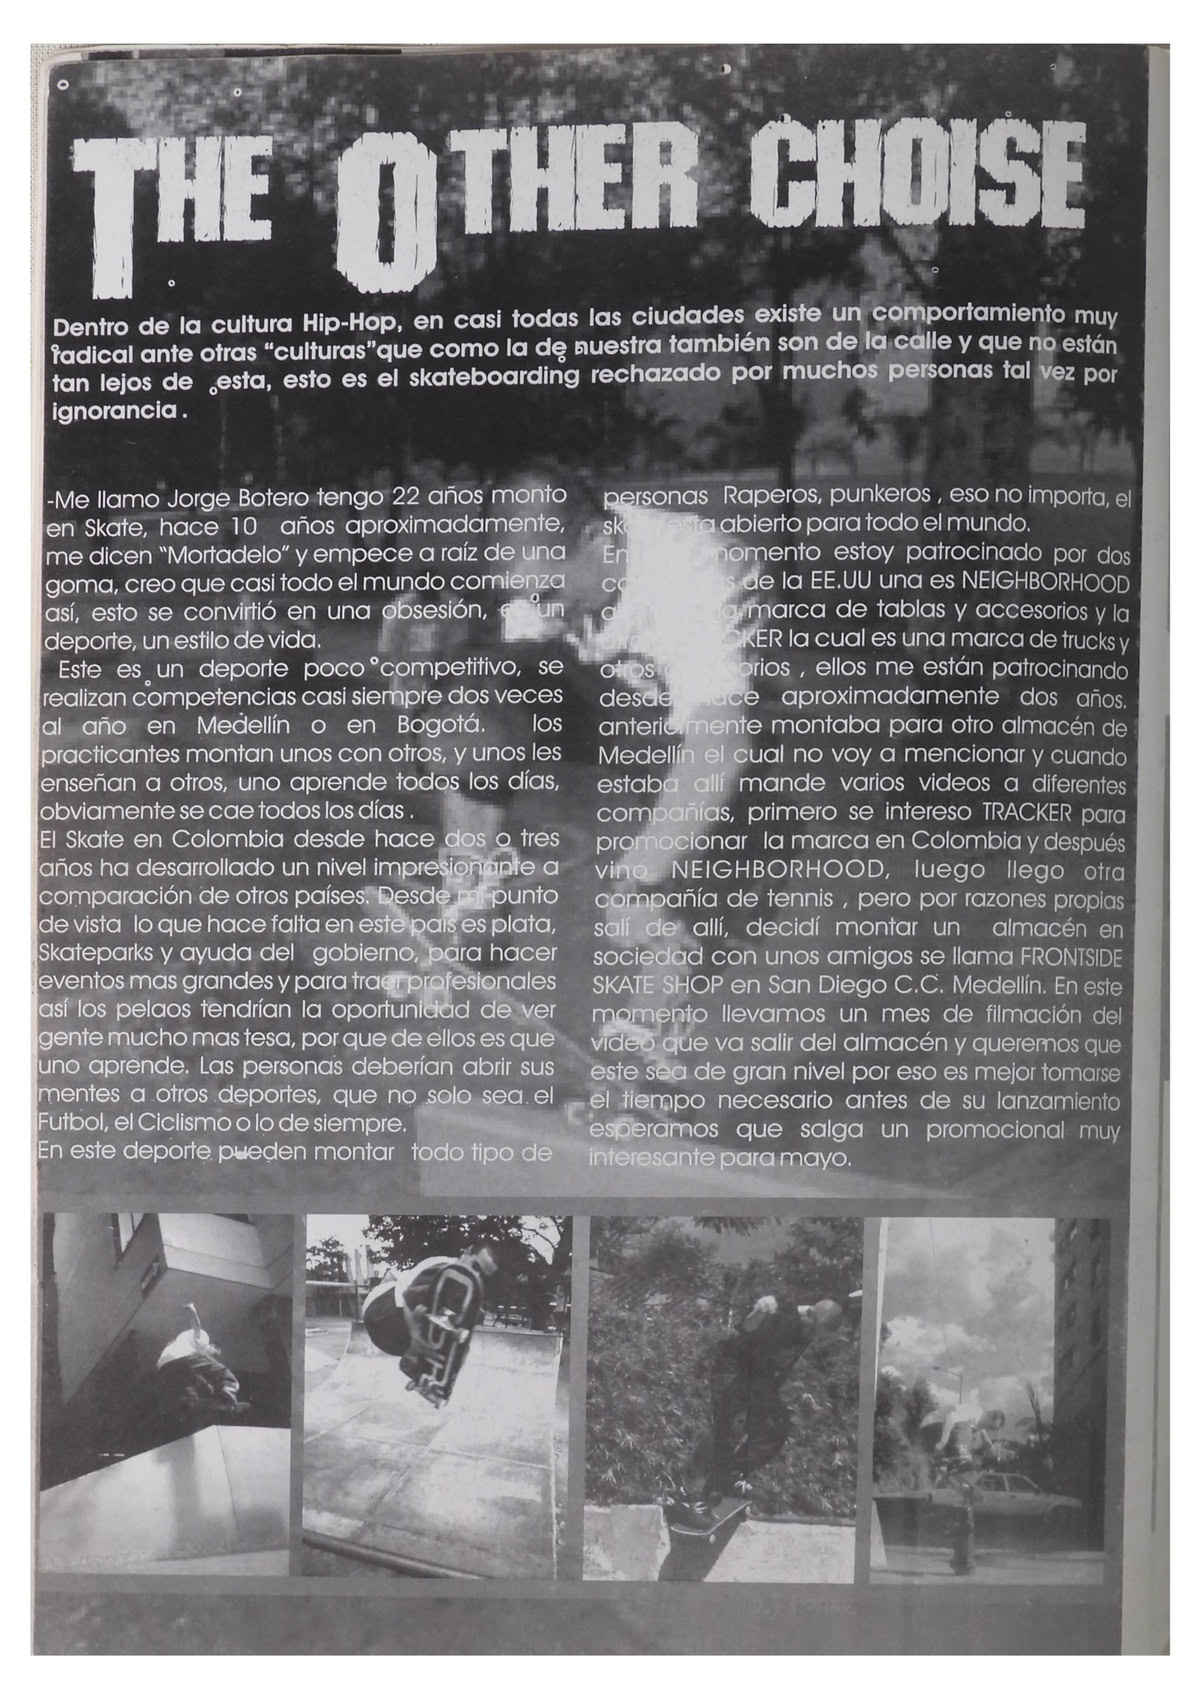 THE OTHER CHOISE
Dentro de la cultura Hip-Hop, en casi todas las ciudades existe un comportamiento muy
radical ante otras "culturas"que como la de nuestra también son de la calle y que no están
tan lejos de esta, esto es el skateboarding rechazado por muchos personas tal vez por
ignorancia.
-Me llamo Jorge Botero tengo 22 años monto
en Skate, hace 10 años aproximadamente,
me dicen "Mortadelo" y empece a raíz de una
goma, creo que casi todo el mundo comienza
así, esto se convirtió en una obsesión, un
deporte, un estilo de vida.
Este es un deporte poco competitivo, se
realizan competencias casi siempre dos veces
al año en Medellín o en Bogotá. los
practicantes montan unos con otros, y unos les
enseñan a otros, uno aprende todos los días,
obviamente se cae todos los días .
El Skate en Colombia desde hace dos o tres
años ha desarrollado un nivel impresionante a
comparación de otros países. Desde mi punto
de vista lo que hace falta en este país es plata,
Skateparks y ayuda del gobierno, para hacer
eventos mas grandes y para traer profesionales
así los pelaos tendrían la oportunidad de ver
gente mucho mas tesa, por que de ellos es que
uno aprende. Las personas deberían abrir sus
mentes a otros deportes, que no solo sea el
Futbol, el Ciclismo o lo de siempre.
En este deporte pueden montar todo tipo de
personas Raperos, punkeros , eso no importa, el
esta abierto para todo el mundo.
En momento estoy patrocinado por dos
de la EE.UU una es NEIGHBORHOOD
marca de tablas y accesorios y la
la cual es una marca de trucks y
otros , ellos me están patrocinando
desde hace aproximadamente dos años.
anteriormente montaba para otro almacén de
Medellín el cual no voy a mencionar y cuando
estaba allí mande varios videos a diferentes
compañías, primero se intereso TRACKER para
promocionar la marca en Colombia y después
vino NEIGHBORHOOD, luego llego otra
compañía de tennis , pero por razones propias
salí de allí, decidí montar un almacén en
sociedad con unos amigos se llama FRONTSIDE
SKATE SHOP en San Diego C.C. Medellín. En este
momento llevamos un mes de filmación del
video que va salir del almacén y queremos que
este sea de gran nivel por eso es mejor tomarse
el tiempo necesario antes de su lanzamiento
esperamos que salga un promocional muy
interesante para mayo.